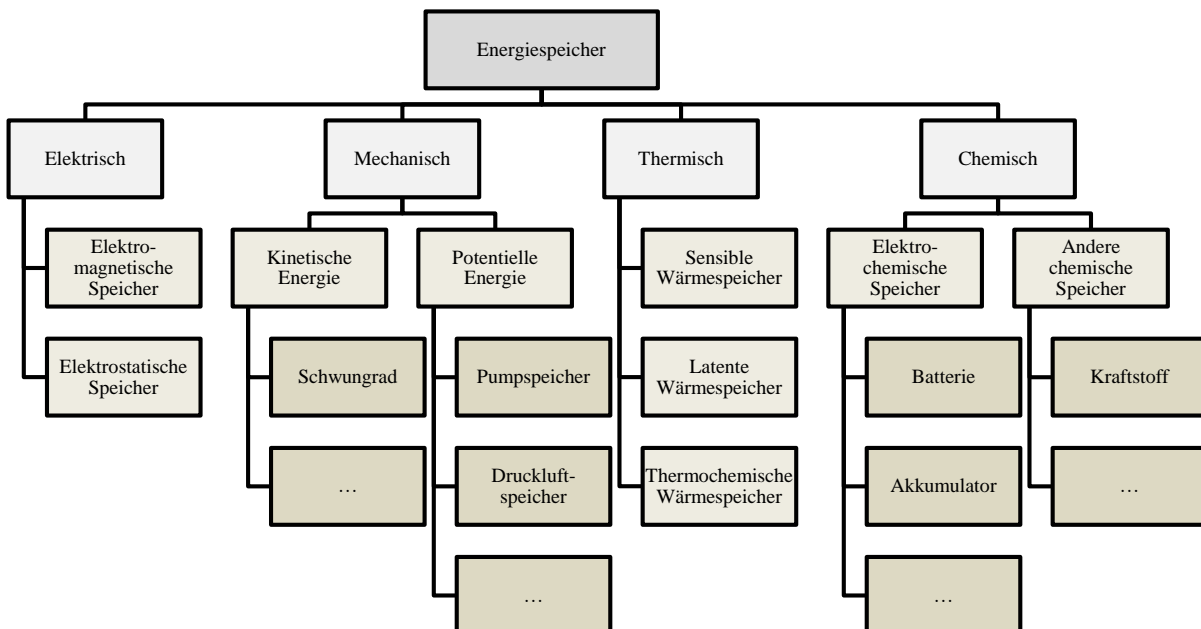 Energiespeicher
Elektrisch
Mechanisch
Thermisch
Chemisch
Elektro-
magnetische
Speicher
Kinetische
Energie
Potentielle
Energie
Sensible
Wärmespeicher
Elektro-
chemische
Speicher
Andere
chemische
Speicher
Elektrostatische
Speicher
Schwungrad
Pumpspeicher
Latente
Wärmespeicher
Batterie
Kraftstoff
…
Druckluft-
speicher
Thermochemische
Wärmespeicher
Akkumulator
…
…
…